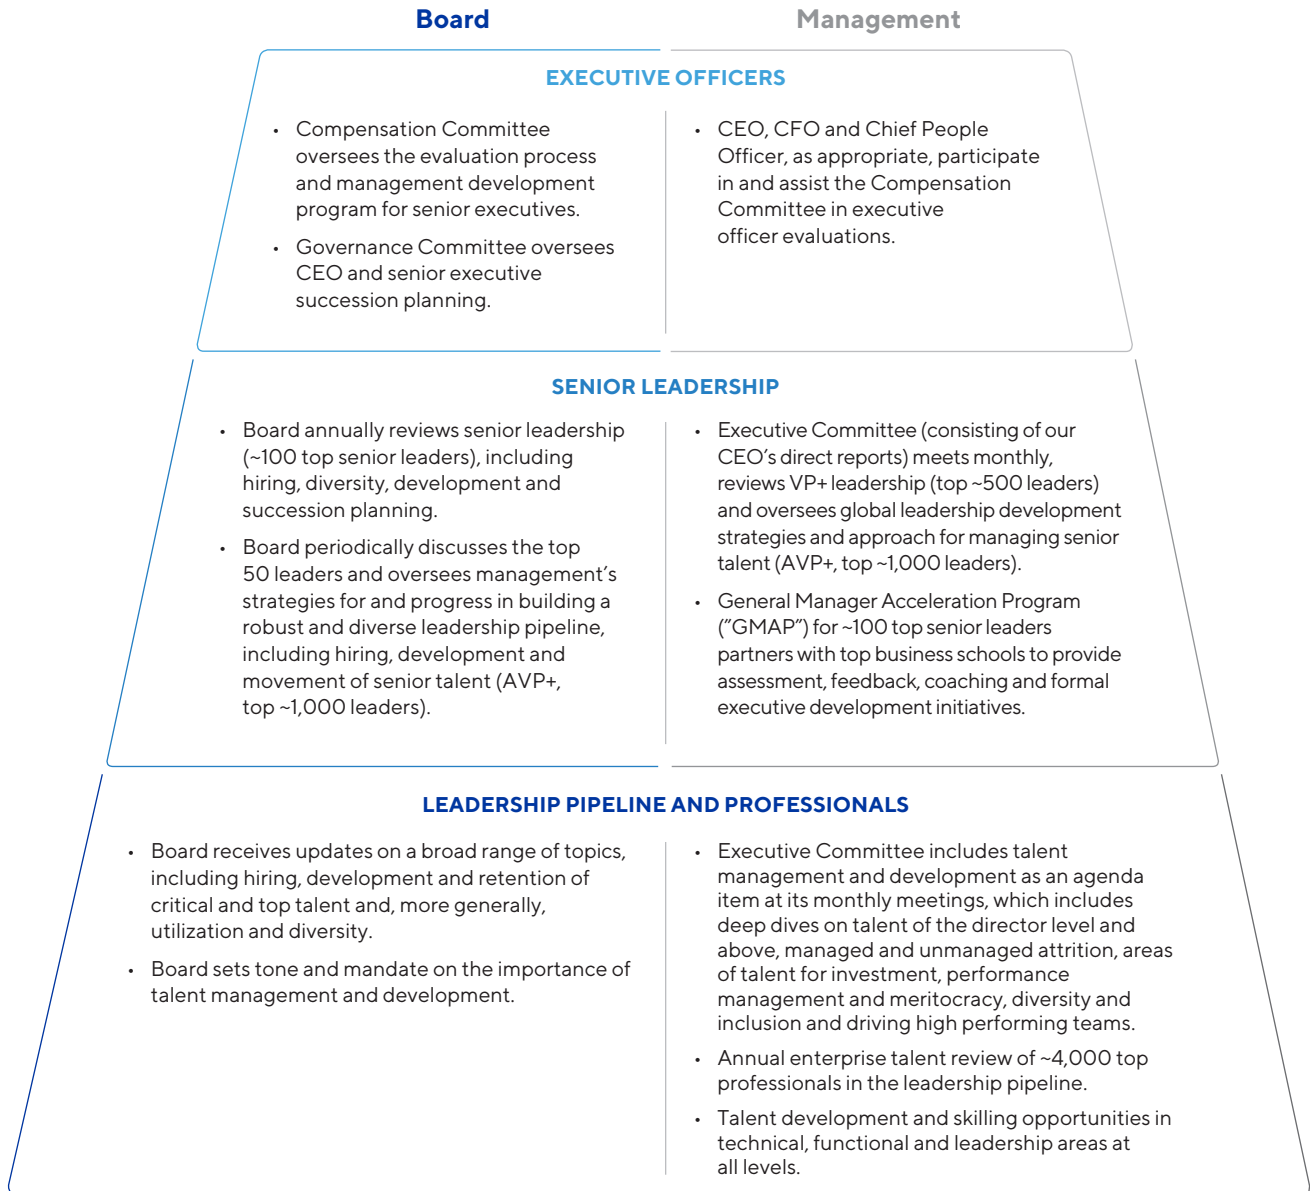 Board
Management
EXECUTIVE OFFICERS
• Compensation Committee
oversees the evaluation process
and management development
program for senior executives.
• Governance Committee oversees
CEO and senior executive
succession planning.
• CEO, CFO and Chief People
Officer, as appropriate, participate
in and assist the Compensation
Committee in executive
officer evaluations.
SENIOR LEADERSHIP
• Board annually reviews senior leadership
(~100 top senior leaders), including
hiring, diversity, development and
succession planning.
• Board periodically discusses the top
50 leaders and oversees management’s
strategies for and progress in building a
robust and diverse leadership pipeline,
including hiring, development and
movement of senior talent (AVP+,
top ~1,000 leaders).
• Executive Committee (consisting of our
CEO’s direct reports) meets monthly,
reviews VP+ leadership (top ~500 leaders)
and oversees global leadership development
strategies and approach for managing senior
talent (AVP+, top ~1,000 leaders).
• General Manager Acceleration Program
(”GMAP”) for ~100 top senior leaders
partners with top business schools to provide
assessment, feedback, coaching and formal
executive development initiatives.
LEADERSHIP PIPELINE AND PROFESSIONALS
• Board receives updates on a broad range of topics,
including hiring, development and retention of
critical and top talent and, more generally,
utilization and diversity.
• Board sets tone and mandate on the importance of
talent management and development.
• Executive Committee includes talent
management and development as an agenda
item at its monthly meetings, which includes
deep dives on talent of the director level and
above, managed and unmanaged attrition, areas
of talent for investment, performance
management and meritocracy, diversity and
inclusion and driving high performing teams.
• Annual enterprise talent review of ~4,000 top
professionals in the leadership pipeline.
• Talent development and skilling opportunities in
technical, functional and leadership areas at
all levels.